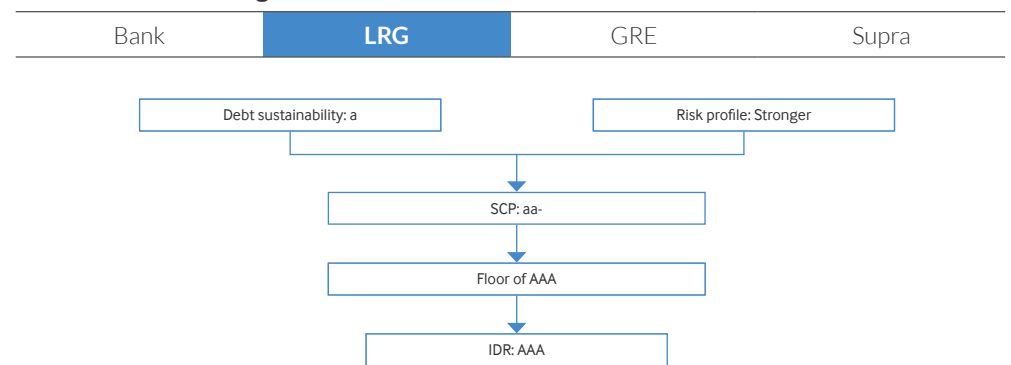 Bank LRG GRE Supra
Debt sustainability: a Risk profile: Stronger
SCP: aa-
Floor of AAA
IDR: AAA